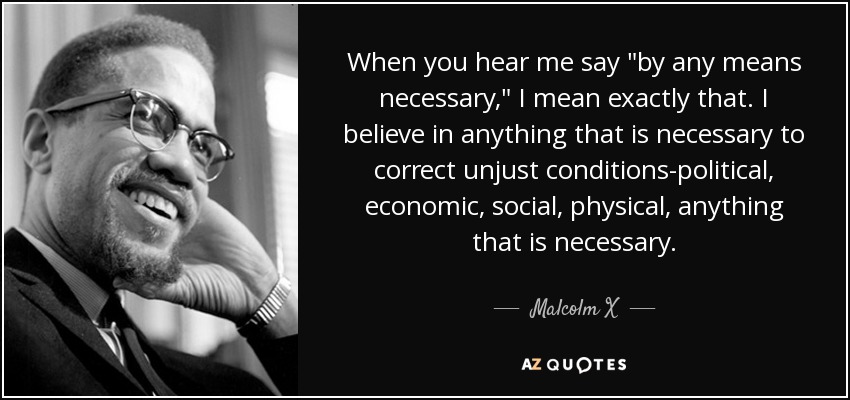 When you hear me say "by any means
necessary," I mean exactly that. I
believe in anything that is necessary to
correct unjust conditions-political,
economic, social, physical, anything
that is necessary.
Malcolm X
AZ QUOTES